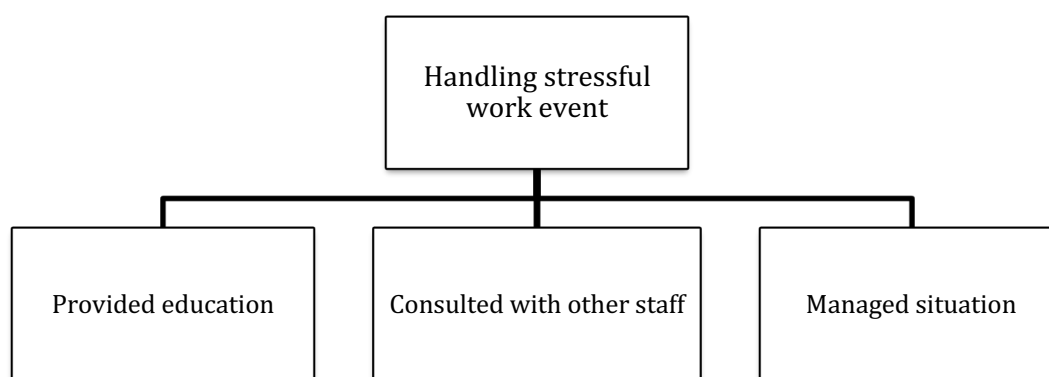 Handling stressful
work event
Provided education
Consulted with other staff
Managed situation